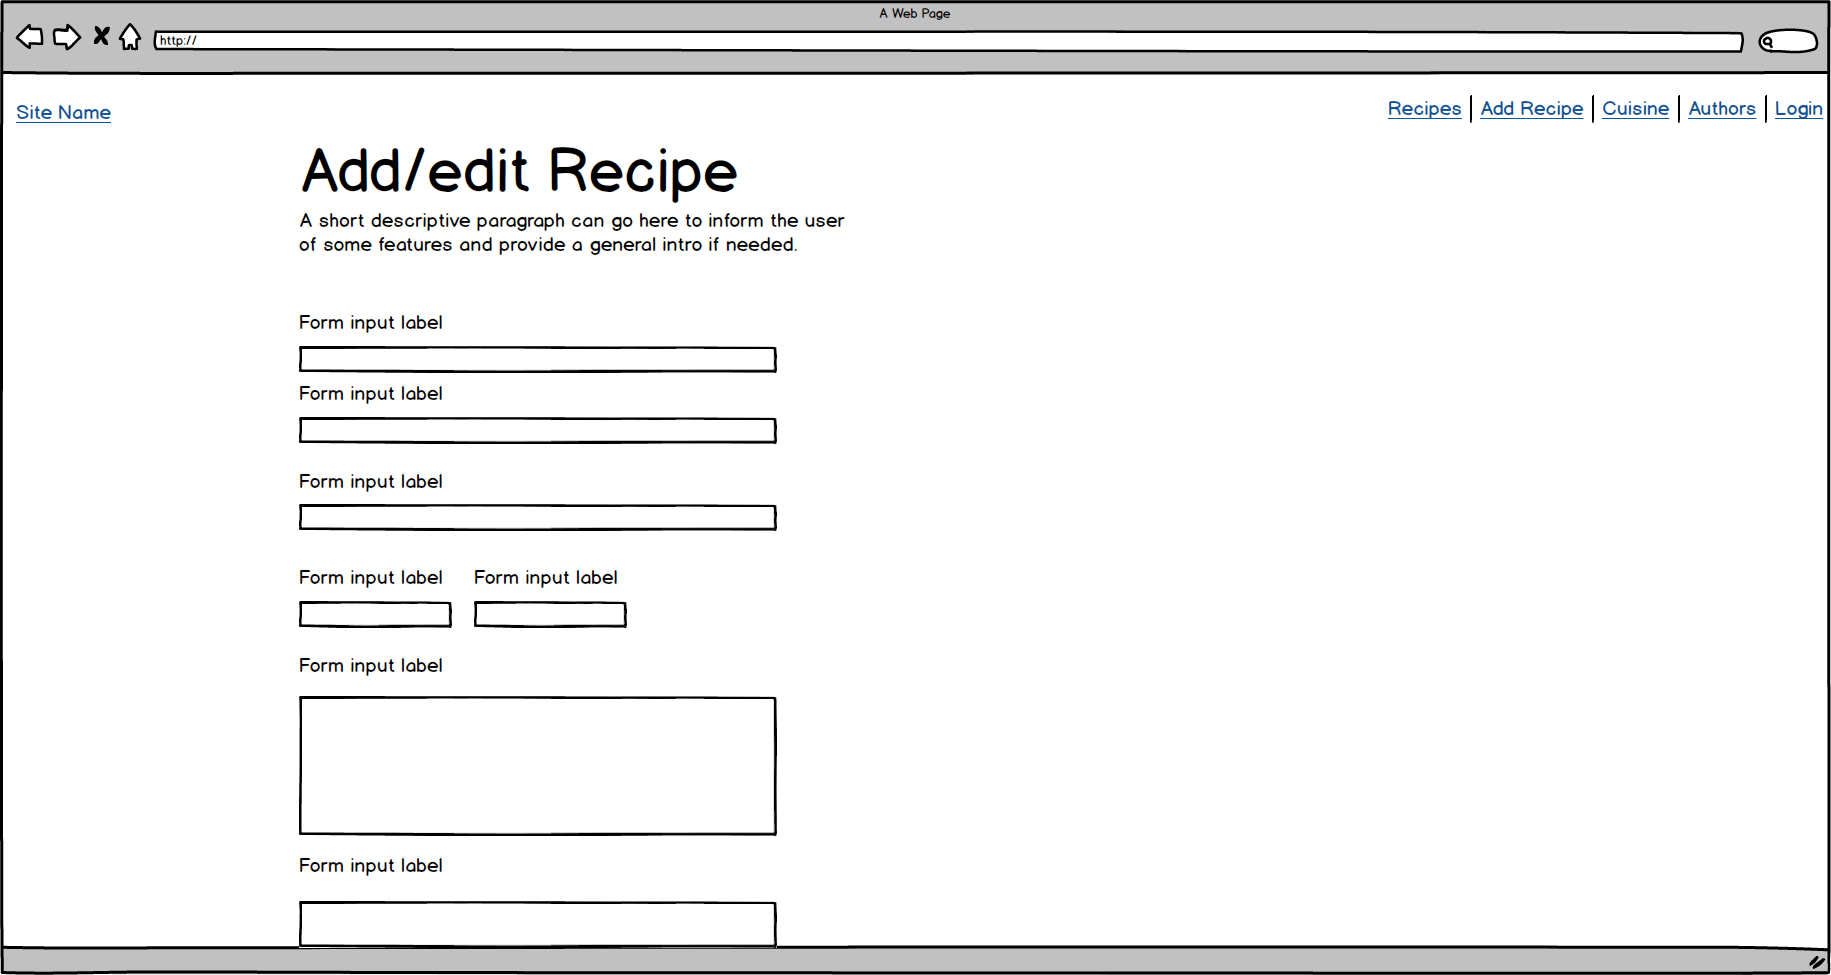 A Web Page
http://
Site Name
Recipes Add Recipe Cuisine Authors Login
Add/edit Recipe
A short descriptive paragraph can go here to inform the user
of some features and provide a general intro if needed.
Form input label
Form input label
Form input label
Form input label Form input label
Form input label
Form input label